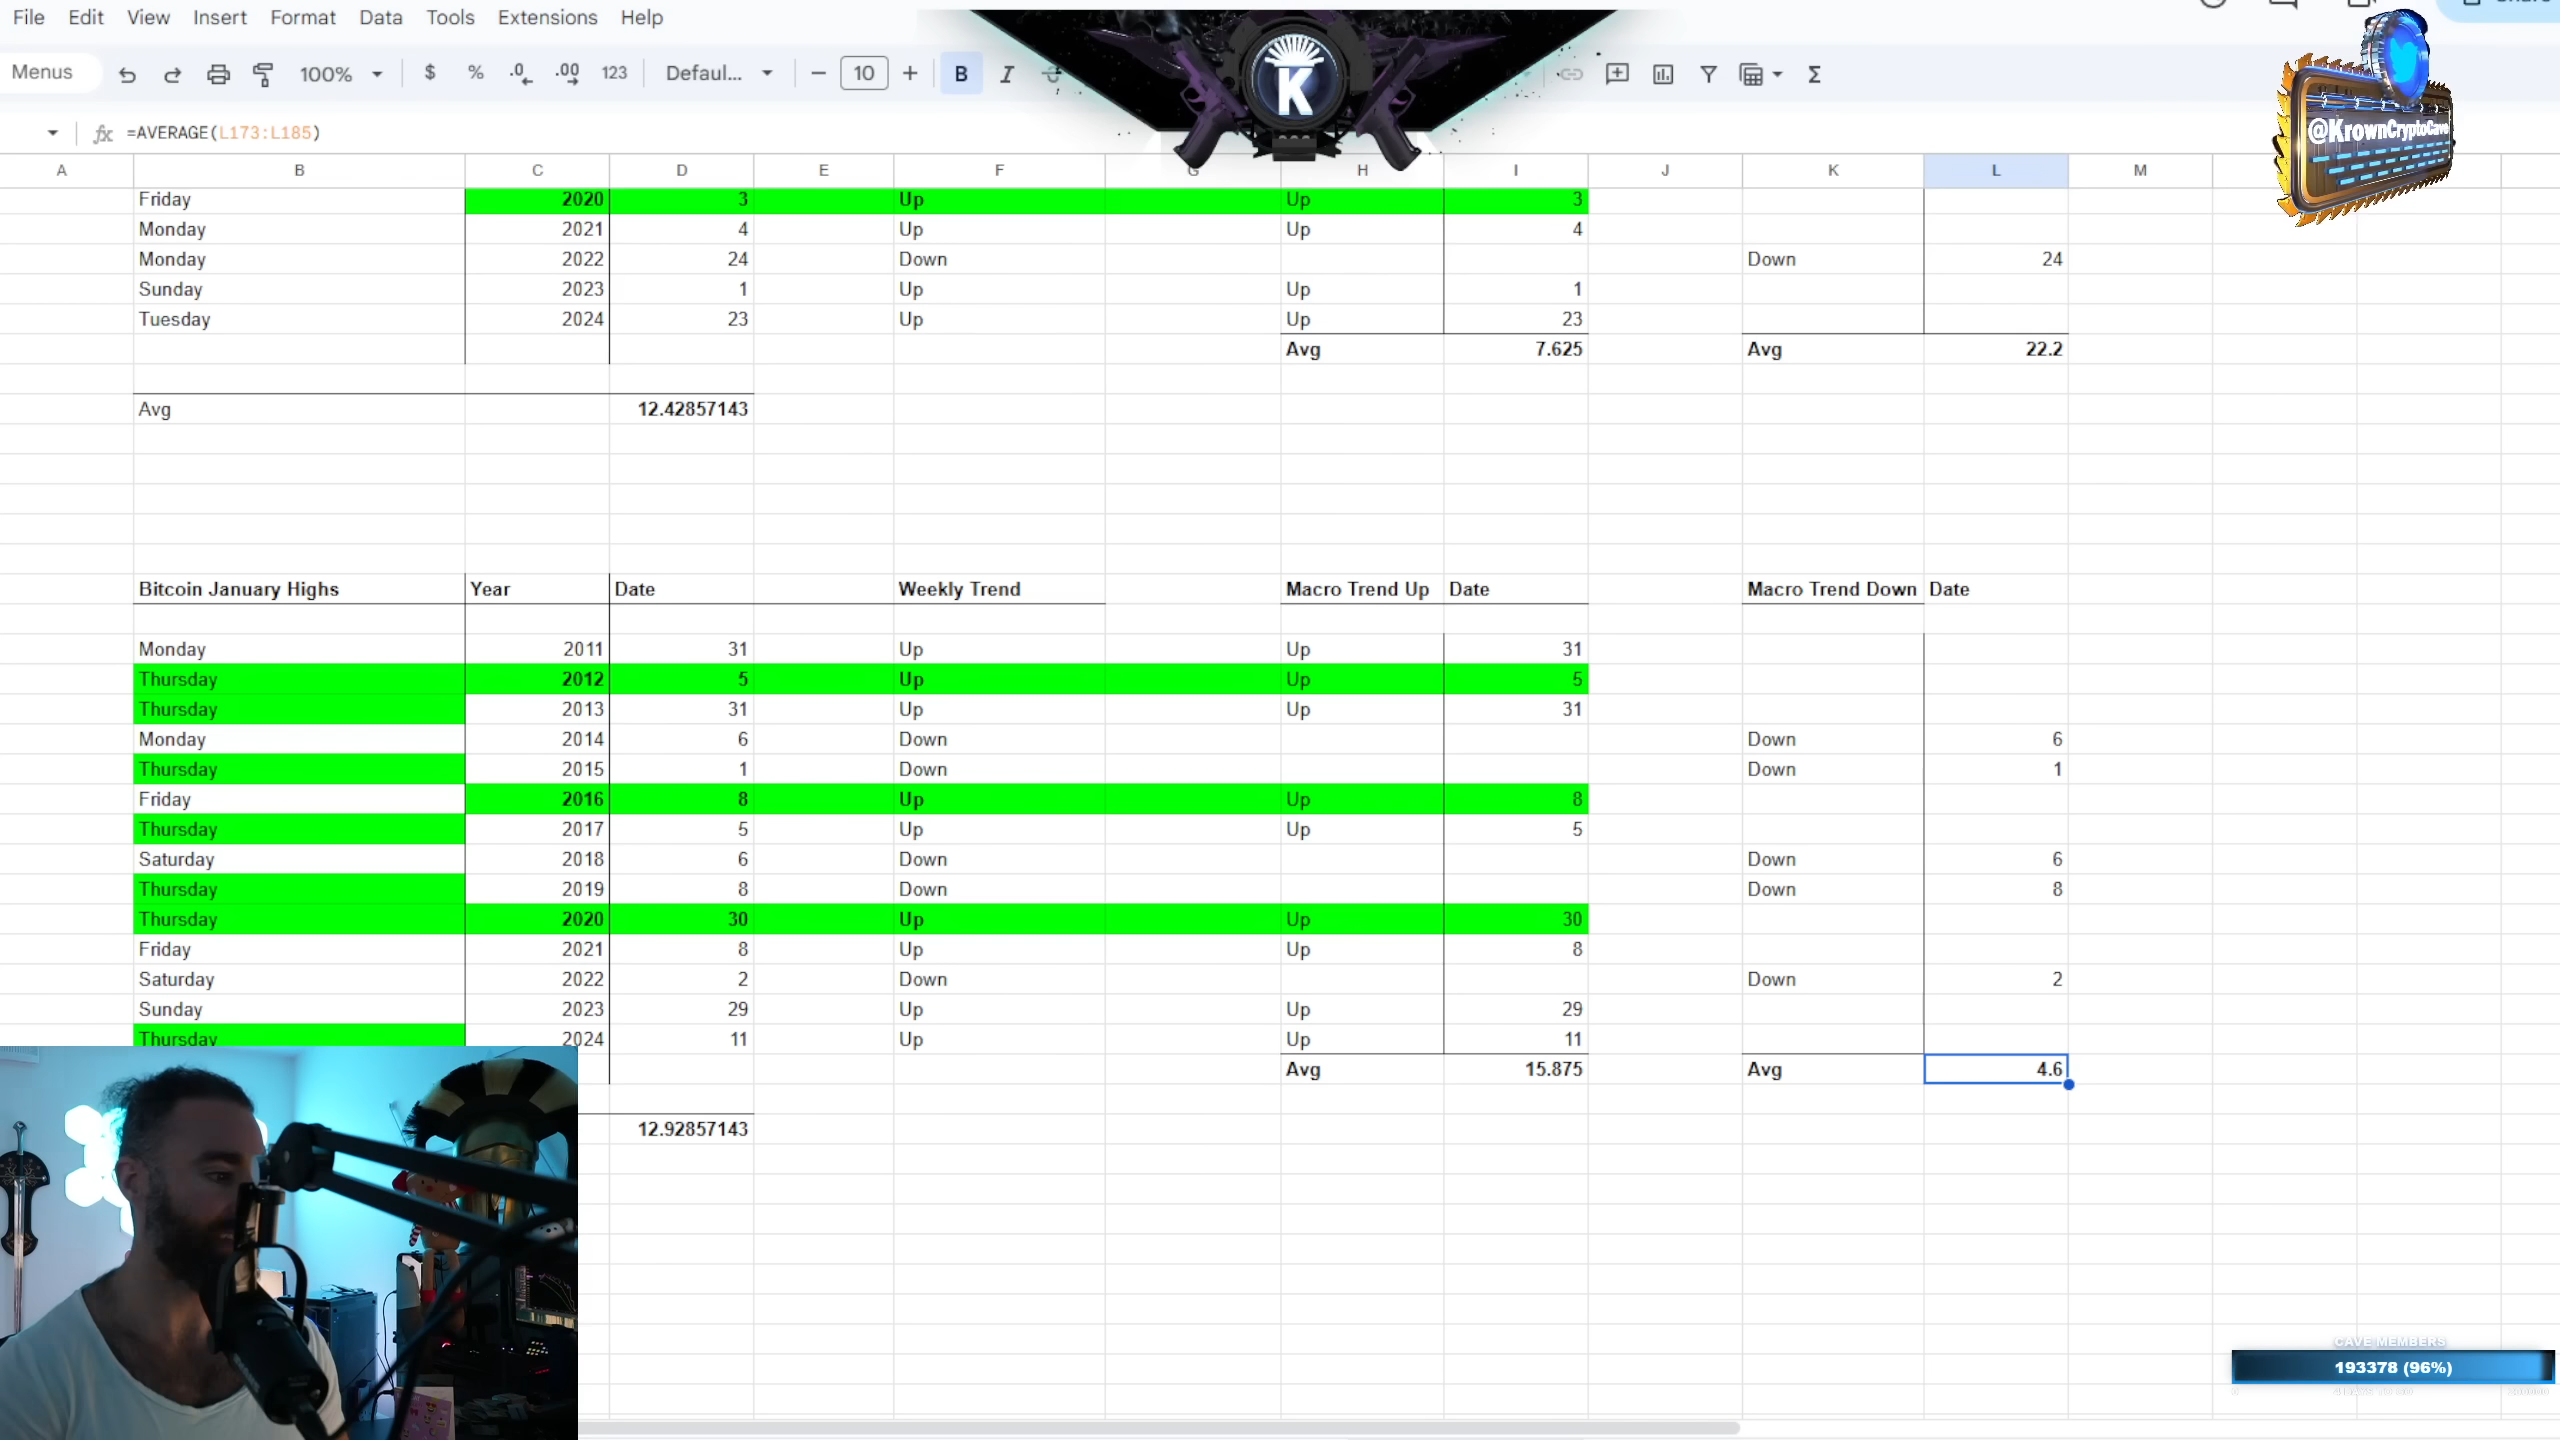 File Edit View Insert Format Data Tools Extensions Help
Menus 100% $ % .0 .00 123 Defaul... − 10 + B I Σ
fx =AVERAGE(L173:L185)
A B C D E F G H I J K L M
Friday 2020 3 Up Up 3
Monday 2021 4 Up Up 4
Monday 2022 24 Down Down 24
Sunday 2023 1 Up Up 1
Tuesday 2024 23 Up Up 23
Avg 7.625 Avg 22.2
Avg 12.42857143
Bitcoin January Highs Year Date Weekly Trend Macro Trend Up Date Macro Trend Down Date
Monday 2011 31 Up Up 31
Thursday 2012 5 Up Up 5
Thursday 2013 31 Up Up 31
Monday 2014 6 Down Down 6
Thursday 2015 1 Down Down 1
Friday 2016 8 Up Up 8
Thursday 2017 5 Up Up 5
Saturday 2018 6 Down Down 6
Thursday 2019 8 Down Down 8
Thursday 2020 30 Up Up 30
Friday 2021 8 Up Up 8
Saturday 2022 2 Down Down 2
Sunday 2023 29 Up Up 29
Thursday 2024 11 Up Up 11
Avg 15.875 Avg 4.6
12.92857143
K
@KrownCryptoCave
CAVE MEMBERS
193378 (96%)